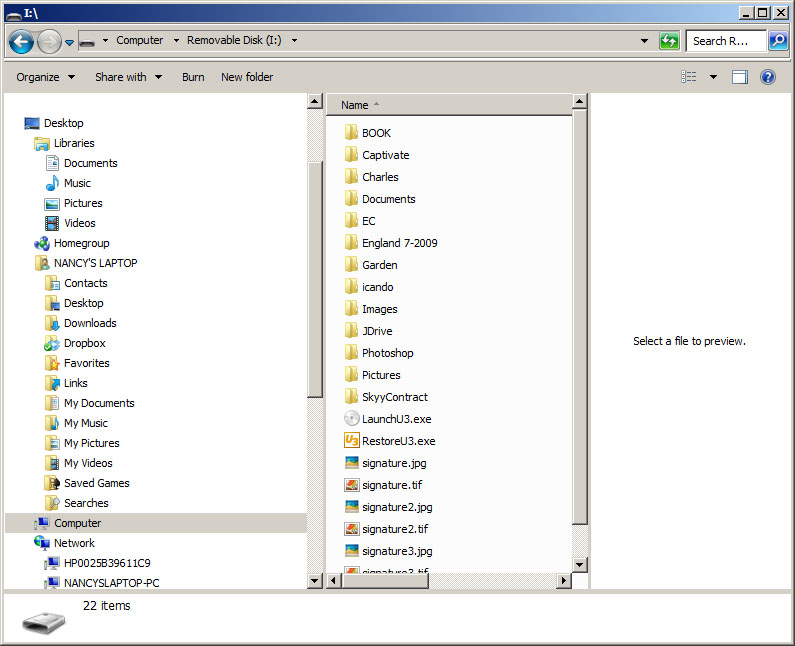 I:\
Computer Removable Disk (I:) Search R...
Organize Share with Burn New folder
Desktop
Libraries
Documents
Music
Pictures
Videos
Homegroup
NANCY'S LAPTOP
Contacts
Desktop
Downloads
Dropbox
Favorites
Links
My Documents
My Music
My Pictures
My Videos
Saved Games
Searches
Computer
Network
HP0025B39611C9
NANCYSLAPTOP-PC
Name
BOOK
Captivate
Charles
Documents
EC
England 7-2009
Garden
icando
Images
JDrive
Photoshop
Pictures
SkyyContract
LaunchU3.exe
RestoreU3.exe
signature.jpg
signature.tif
signature2.jpg
signature2.tif
signature3.jpg
signature3.tif
Select a file to preview.
22 items